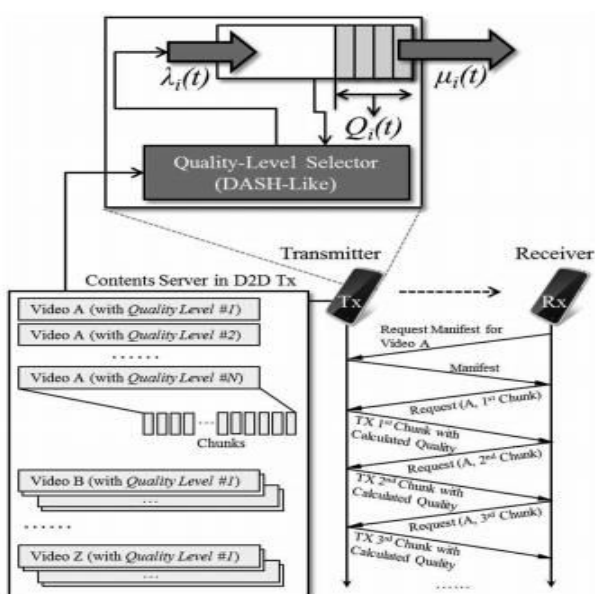 λi(t)
μi(t)
Qi(t)
Quality-Level Selector
(DASH-Like)
Transmitter
Receiver
Contents Server in D2D Tx
Tx
Rx
Video A (with Quality Level #1)
Video A (with Quality Level #2)
......
Video A (with Quality Level #N)
...
Chunks
Video B (with Quality Level #1)
...
......
Video Z (with Quality Level #1)
...
Request Manifest for
Video A
Manifest
Request (A, 1st Chunk)
TX 1st Chunk with
Calculated Quality
Request (A, 2nd Chunk)
TX 2nd Chunk with
Calculated Quality
Request (A, 3rd Chunk)
TX 3rd Chunk with
Calculated Quality
......